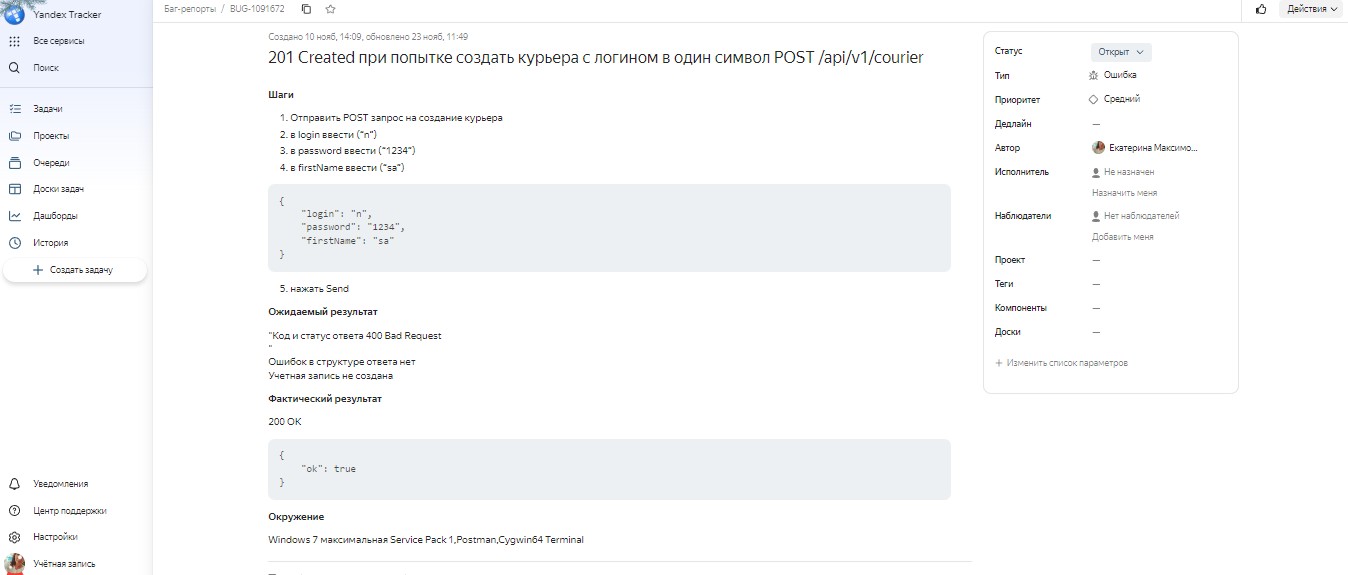 Yandex Tracker
Все сервисы
Поиск
Задачи
Проекты
Очереди
Доски задач
Дашборды
История
Создать задачу
Уведомления
Центр поддержки
Настройки
Учётная запись
Баг-репорты / BUG-1091672
Действия
Создано 10 нояб, 14:09, обновлено 23 нояб, 11:49
201 Created при попытке создать курьера с логином в один символ POST /api/v1/courier
Шаги
1. Отправить POST запрос на создание курьера
2. в login ввести ("n")
3. в password ввести ("1234")
4. в firstName ввести ("sa")
{
"login": "n",
"password": "1234",
"firstName": "sa"
}
5. нажать Send
Ожидаемый результат
"Код и статус ответа 400 Bad Request
"
Ошибок в структуре ответа нет
Учетная запись не создана
Фактический результат
200 OK
{
"ok": true
}
Окружение
Windows 7 максимальная Service Pack 1,Postman,Cygwin64 Terminal
Статус Открыт
Тип Ошибка
Приоритет Средний
Дедлайн —
Автор Екатерина Максимо...
Исполнитель Не назначен
Назначить меня
Наблюдатели Нет наблюдателей
Добавить меня
Проект —
Теги —
Компоненты —
Доски —
+ Изменить список параметров